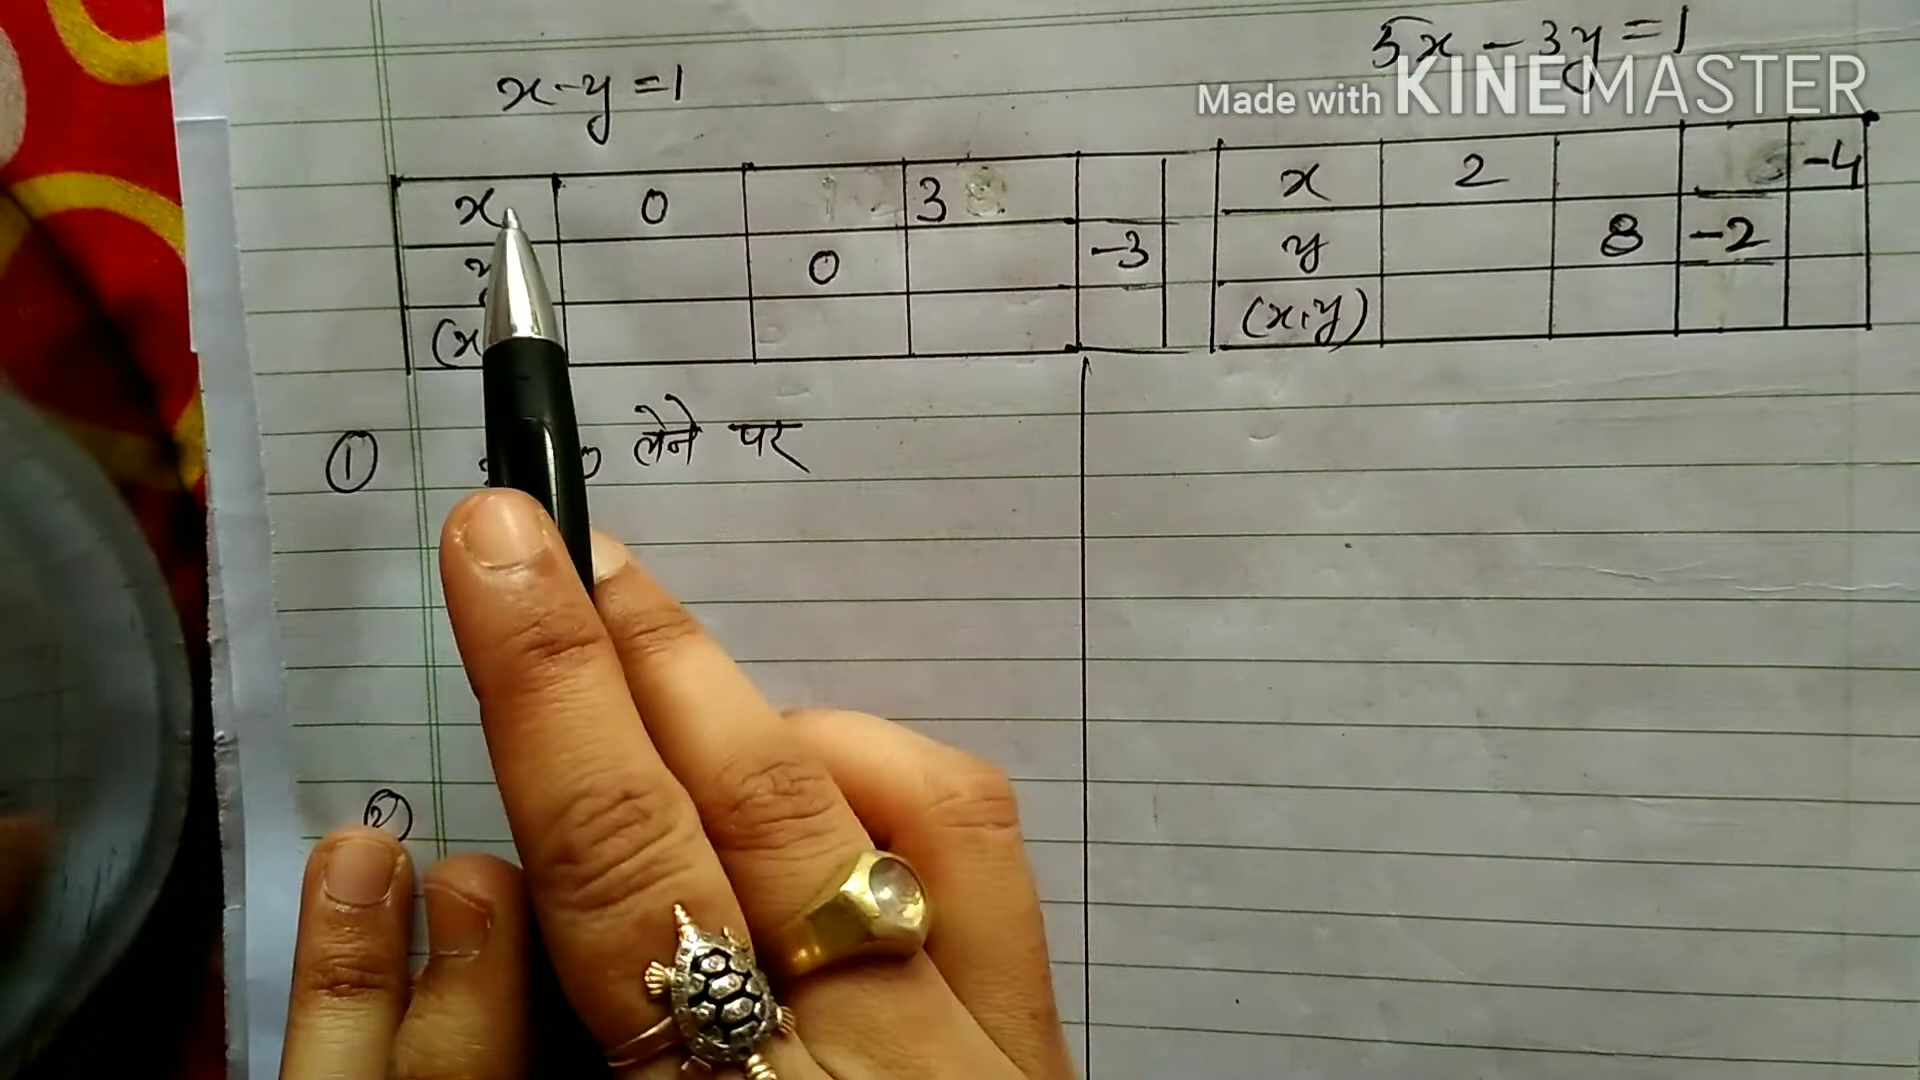 x-y=1
5x-3y=1
Made with KINEMASTER
x 0 3
0 -3
(x
x 2 -4
y 8 -2
(x,y)
① लेने पर
②